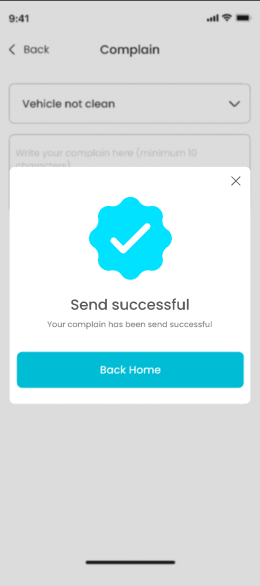 9:41
Back
Complain
Vehicle not clean
Write your complain here (minimum 10
characters)
Send successful
Your complain has been send successful
Back Home